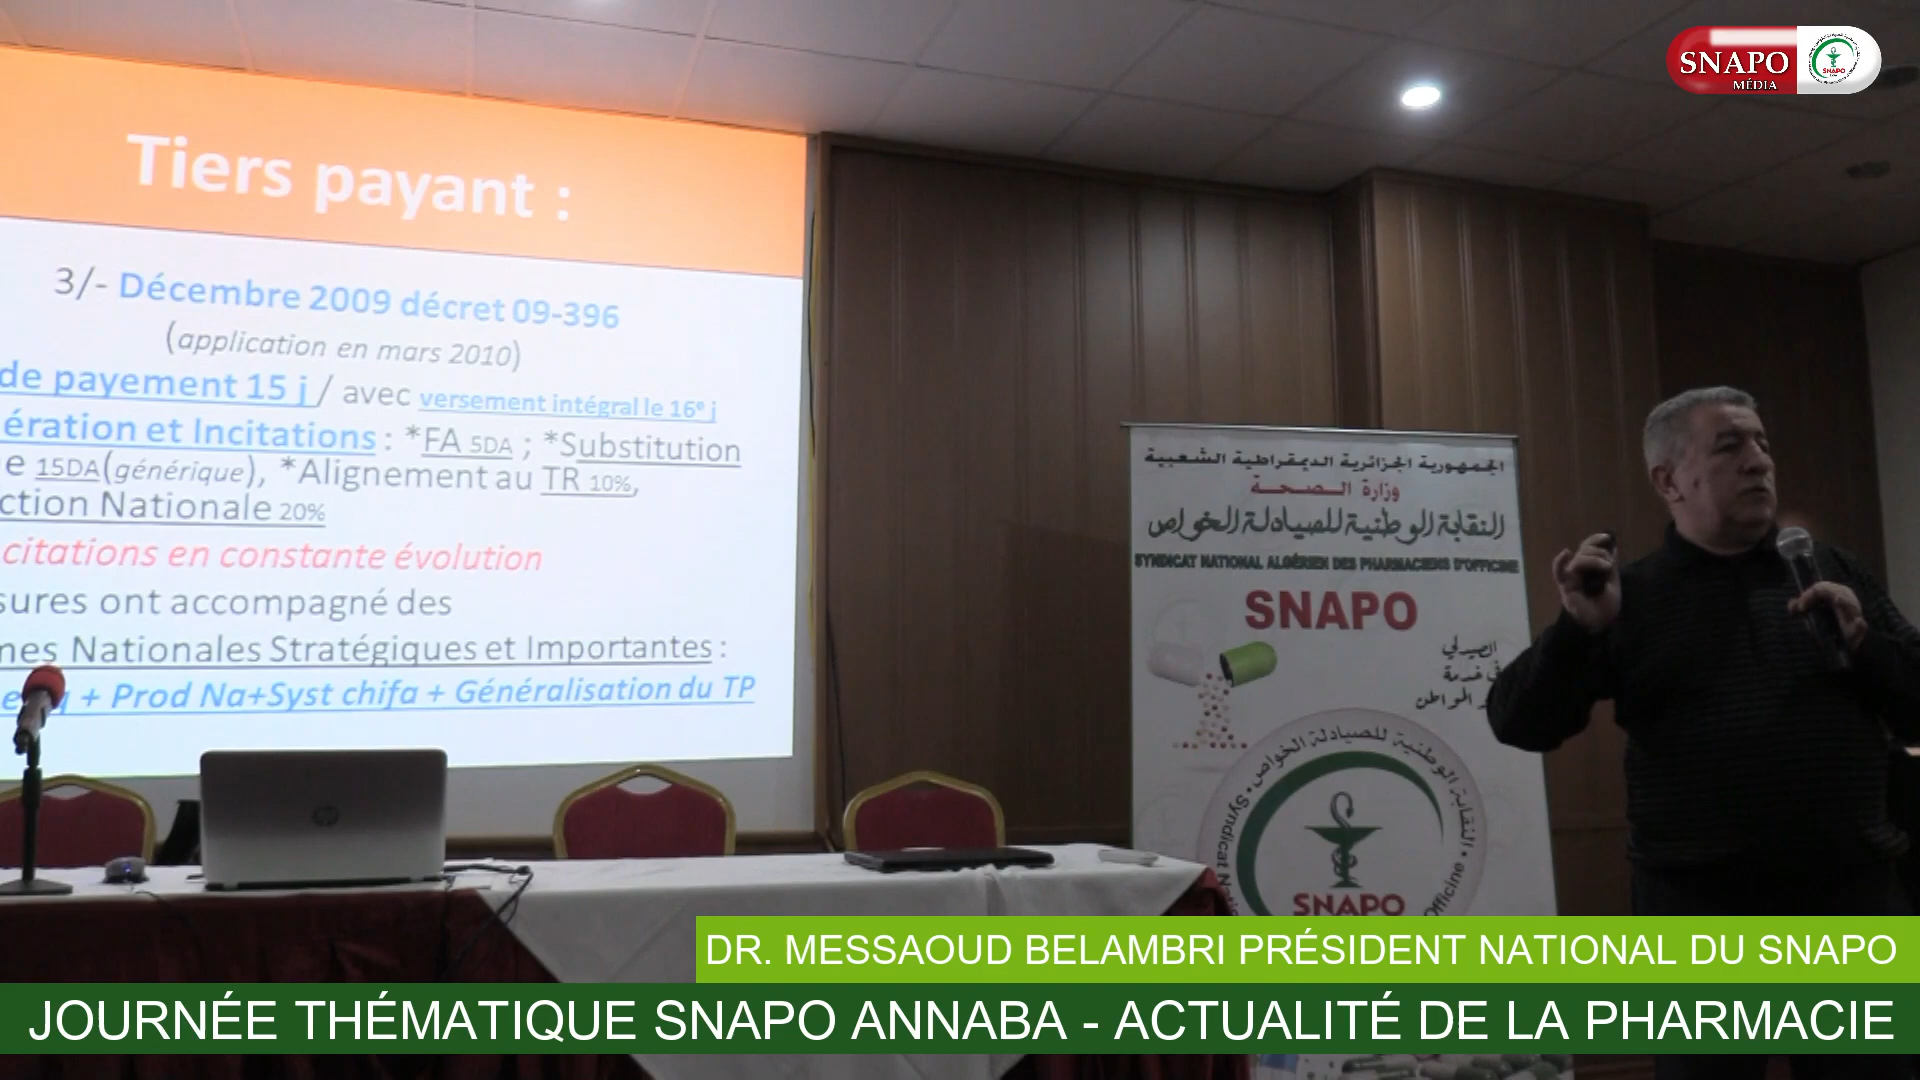 SNAPO
MÉDIA
SNAPO
Tiers payant :
3/- Décembre 2009 décret 09-396
(application en mars 2010)
de payement 15 j / avec versement intégral le 16e j
ération et Incitations : *FA 5DA ; *Substitution
e 15DA(générique), *Alignement au TR 10%,
ction Nationale 20%
citations en constante évolution
sures ont accompagné des
mes Nationales Stratégiques et Importantes :
+ Prod Na+Syst chifa + Généralisation du TP
الجمهورية الجزائرية الديمقراطية الشعبية
وزارة الصحة
النقابة الوطنية للصيادلة الخواص
SYNDICAT NATIONAL ALGÉRIEN DES PHARMACIENS D'OFFICINE
SNAPO
الصيدلي
في خدمة
المواطن
النقابة الوطنية للصيادلة الخواص
Syndicat Nati
Officine
SNAPO
DR. MESSAOUD BELAMBRI PRÉSIDENT NATIONAL DU SNAPO
JOURNÉE THÉMATIQUE SNAPO ANNABA - ACTUALITÉ DE LA PHARMACIE